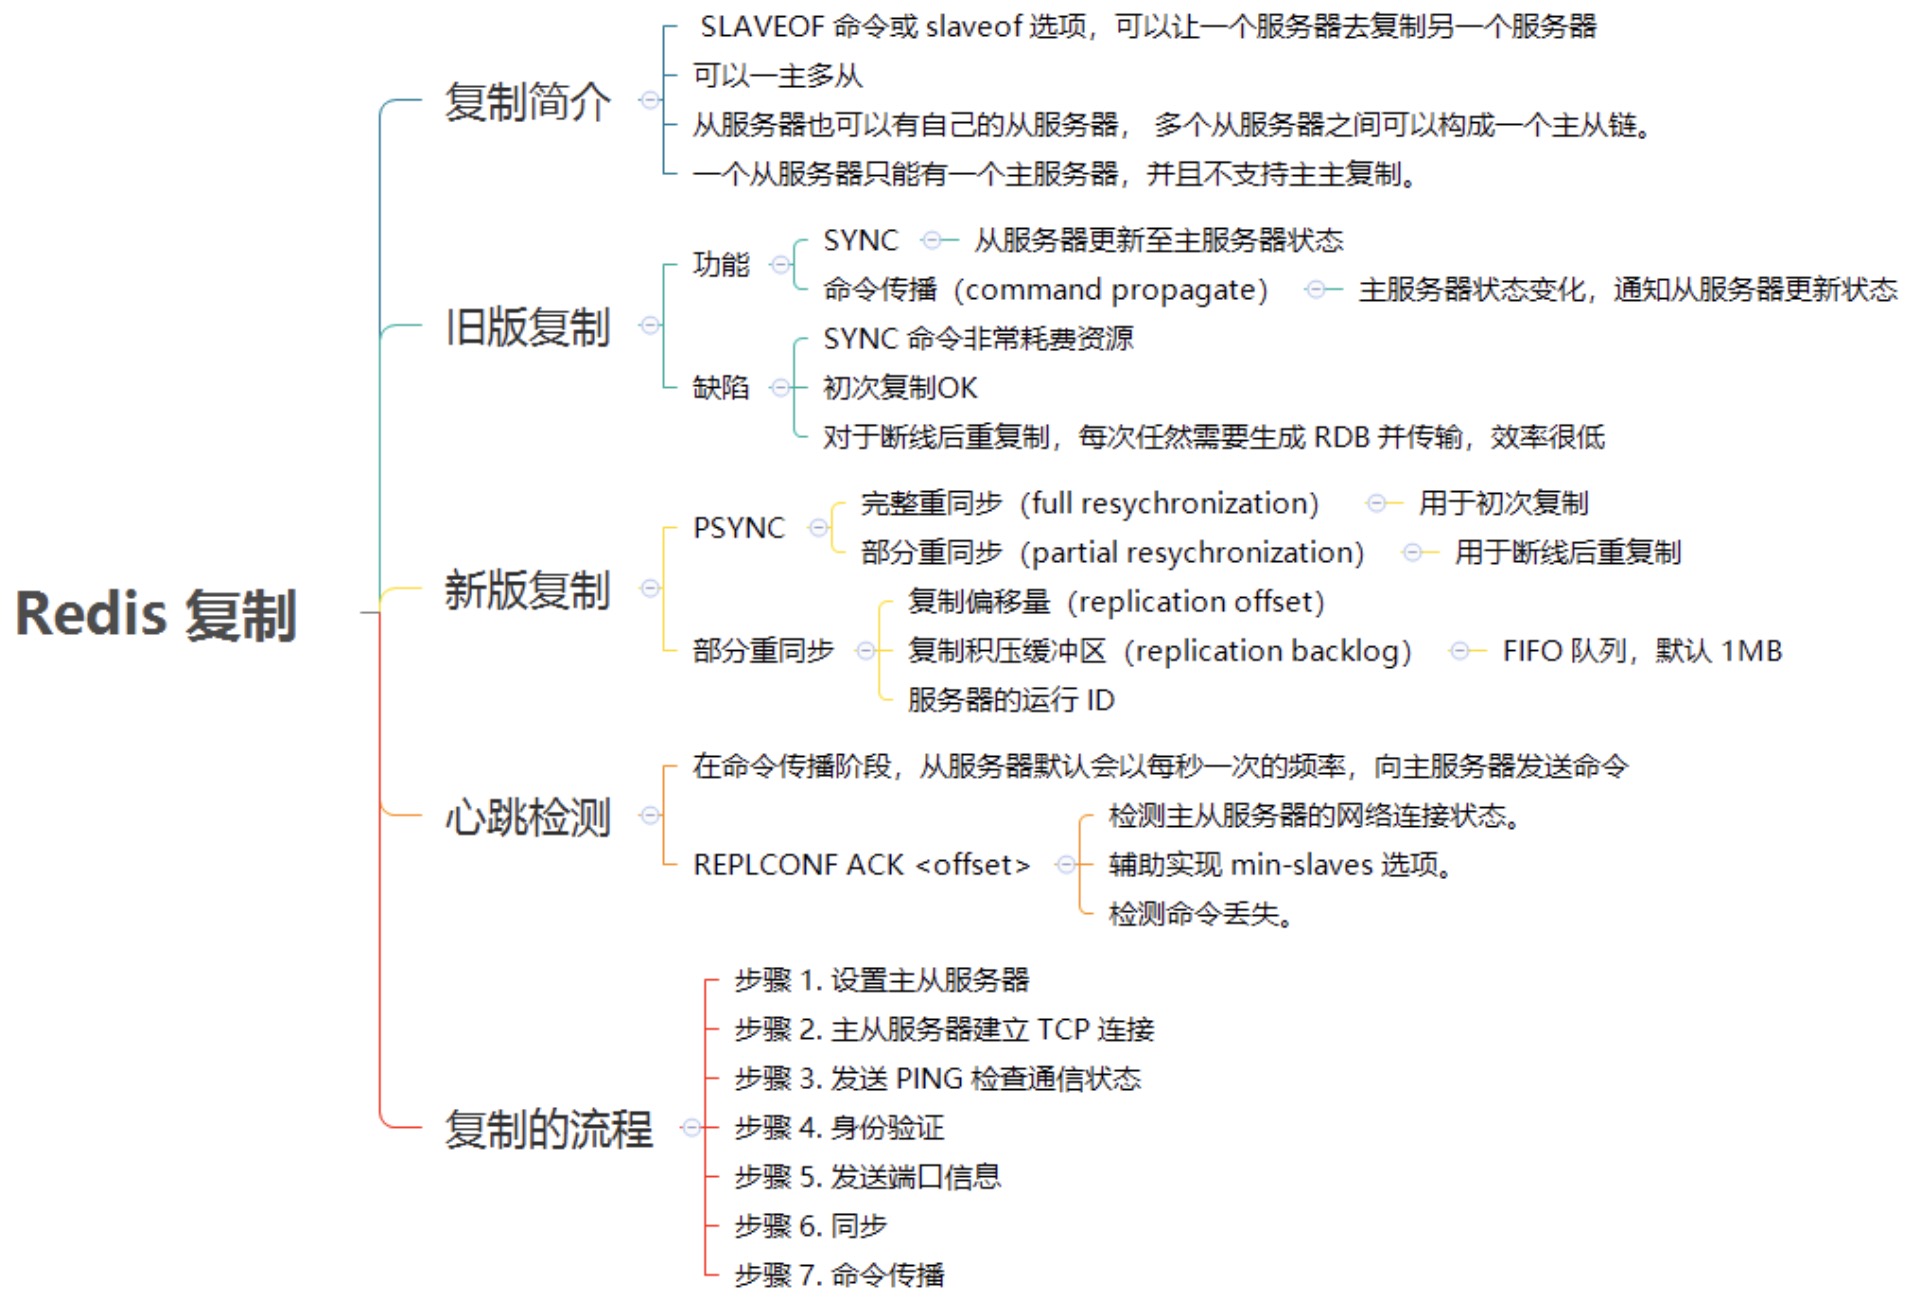 Redis 复制
复制简介
SLAVEOF 命令或 slaveof 选项，可以让一个服务器去复制另一个服务器
可以一主多从
从服务器也可以有自己的从服务器， 多个从服务器之间可以构成一个主从链。
一个从服务器只能有一个主服务器，并且不支持主主复制。
旧版复制
功能
SYNC
从服务器更新至主服务器状态
命令传播（command propagate）
主服务器状态变化，通知从服务器更新状态
缺陷
SYNC 命令非常耗费资源
初次复制OK
对于断线后重复制，每次任然需要生成 RDB 并传输，效率很低
新版复制
PSYNC
完整重同步（full resychronization）
用于初次复制
部分重同步（partial resychronization）
用于断线后重复制
部分重同步
复制偏移量（replication offset）
复制积压缓冲区（replication backlog）
FIFO 队列，默认 1MB
服务器的运行 ID
心跳检测
在命令传播阶段，从服务器默认会以每秒一次的频率，向主服务器发送命令
REPLCONF ACK <offset>
检测主从服务器的网络连接状态。
辅助实现 min-slaves 选项。
检测命令丢失。
复制的流程
步骤 1. 设置主从服务器
步骤 2. 主从服务器建立 TCP 连接
步骤 3. 发送 PING 检查通信状态
步骤 4. 身份验证
步骤 5. 发送端口信息
步骤 6. 同步
步骤 7. 命令传播